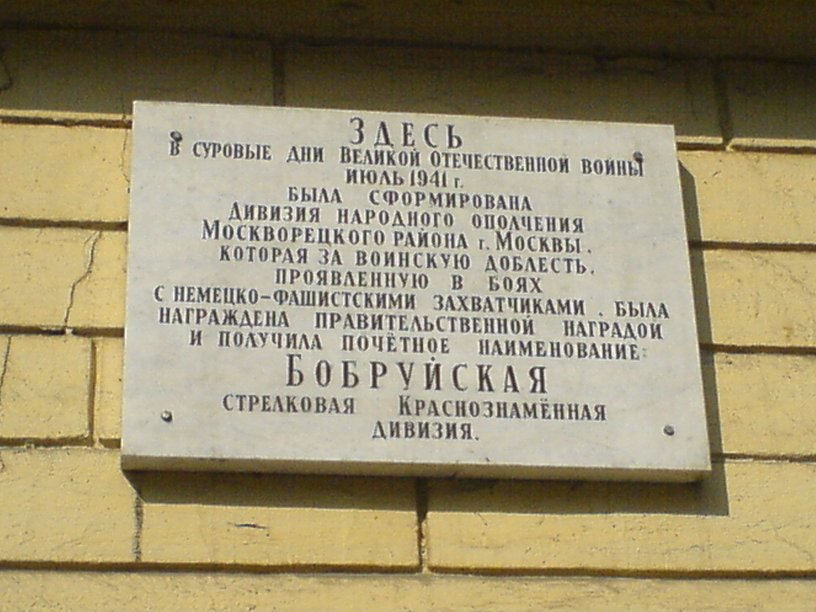 ЗДЕСЬ
В СУРОВЫЕ ДНИ ВЕЛИКОЙ ОТЕЧЕСТВЕННОЙ ВОЙНЫ
ИЮЛЬ 1941 г.
БЫЛА СФОРМИРОВАНА
ДИВИЗИЯ НАРОДНОГО ОПОЛЧЕНИЯ
МОСКВОРЕЦКОГО РАЙОНА г. МОСКВЫ,
КОТОРАЯ ЗА ВОИНСКУЮ ДОБЛЕСТЬ,
ПРОЯВЛЕННУЮ В БОЯХ
С НЕМЕЦКО-ФАШИСТСКИМИ ЗАХВАТЧИКАМИ, БЫЛА
НАГРАЖДЕНА ПРАВИТЕЛЬСТВЕННОЙ НАГРАДОЙ
И ПОЛУЧИЛА ПОЧЁТНОЕ НАИМЕНОВАНИЕ:
БОБРУЙСКАЯ
СТРЕЛКОВАЯ КРАСНОЗНАМЁННАЯ
ДИВИЗИЯ.